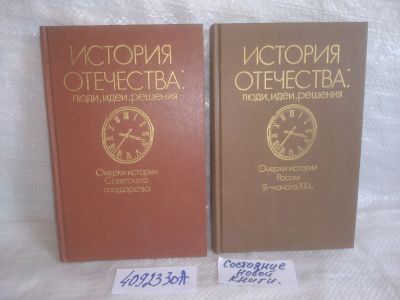 ИСТОРИЯ
ОТЕЧЕСТВА:
люди, идеи, решения
Очерки истории
Советского
государства
ИСТОРИЯ
ОТЕЧЕСТВА:
люди, идеи, решения
Очерки истории
России
IX–начала XX в.
4092330А
Состояние
новой
книги.